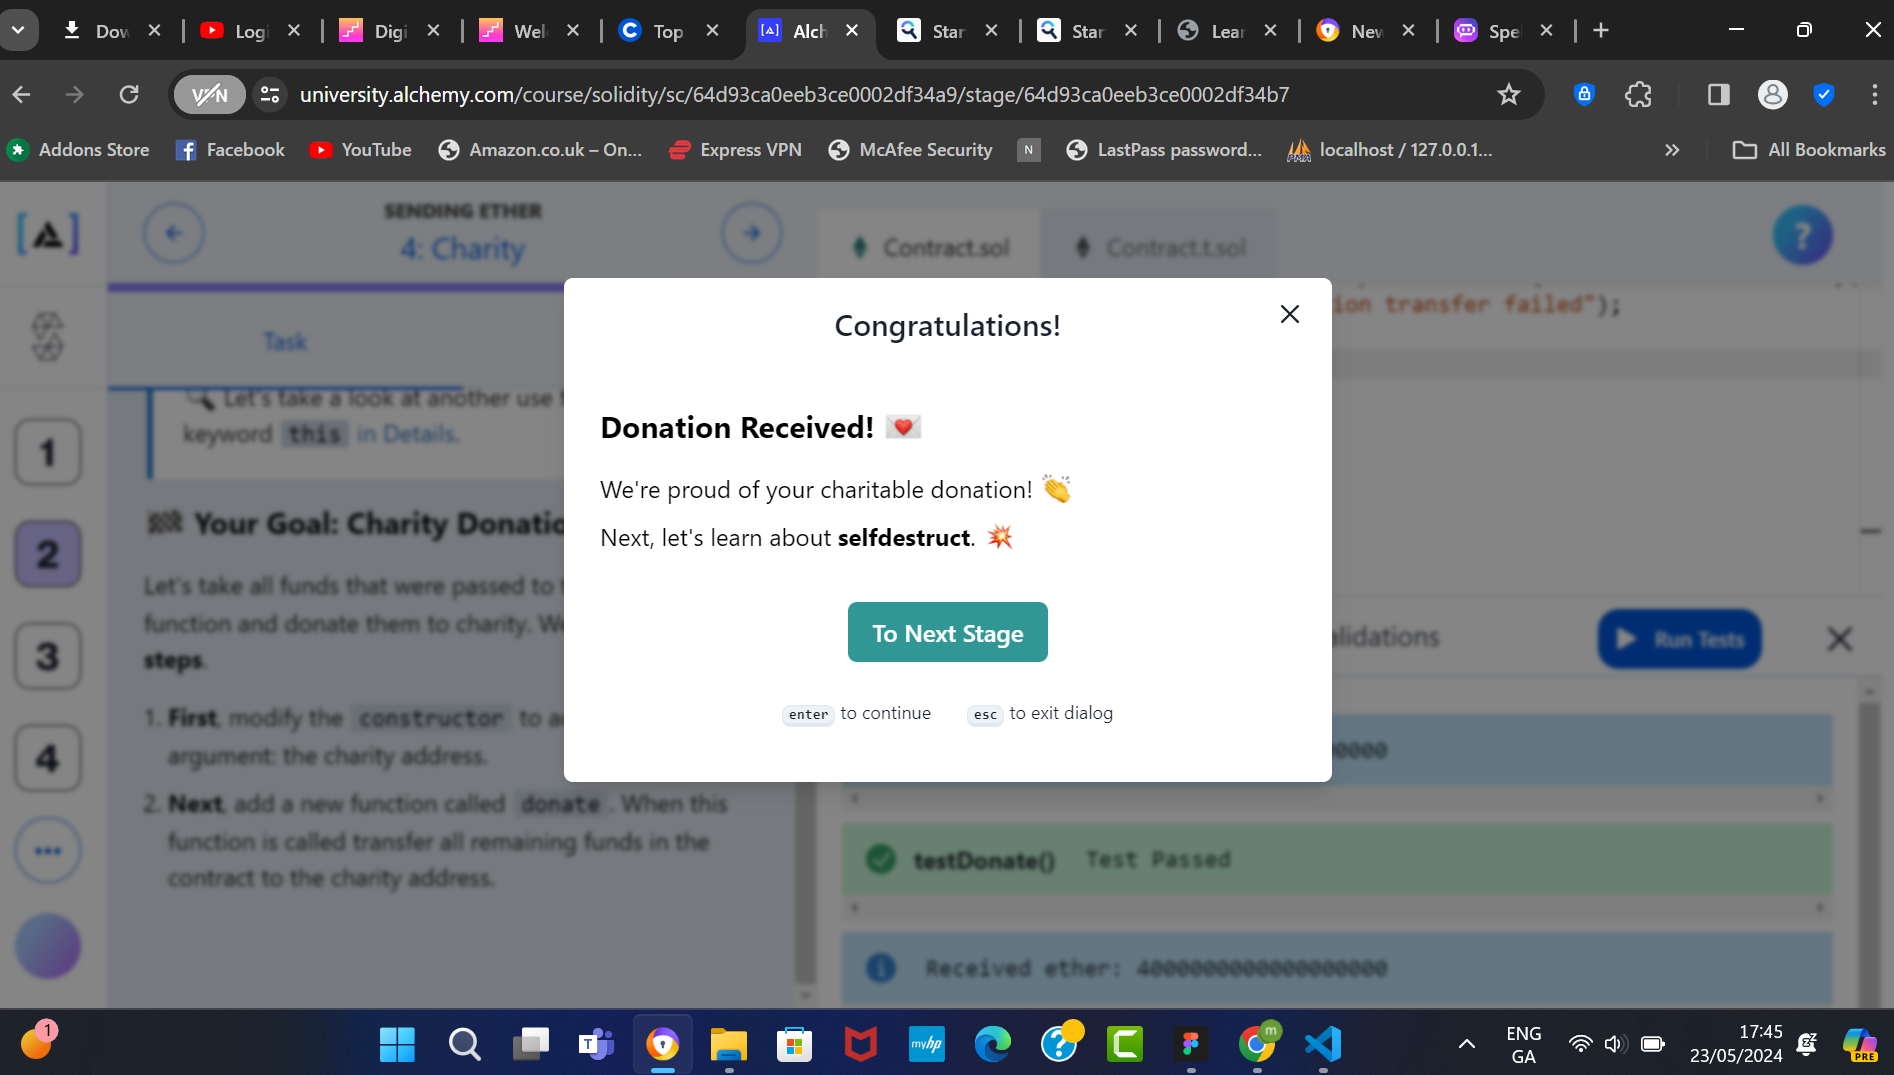 Dow
Logi
Digi
Wel
Top
Alch
Star
Star
Lear
New
Spel
VPN
university.alchemy.com/course/solidity/sc/64d93ca0eeb3ce0002df34a9/stage/64d93ca0eeb3ce0002df34b7
Addons Store
Facebook
YouTube
Amazon.co.uk – On...
Express VPN
McAfee Security
N
LastPass password...
localhost / 127.0.0.1...
All Bookmarks
SENDING ETHER
4: Charity
Contract.sol
Contract.t.sol
?
ion transfer failed");
Task
Let's take a look at another use
keyword this in Details.
1
2
3
4
Your Goal: Charity Donatio
Let's take all funds that were passed to
function and donate them to charity. We
steps.
1. First, modify the constructor to a
argument: the charity address.
2. Next, add a new function called donate. When this
function is called transfer all remaining funds in the
contract to the charity address.
Congratulations!
Donation Received! 💌
We're proud of your charitable donation! 👏
Next, let's learn about selfdestruct. 💥
To Next Stage
enter to continue
esc to exit dialog
alidations
Run Tests
testDonate() Test Passed
Received ether: 4000000000000000000
1
T
myhp
?
m
ENG
GA
17:45
23/05/2024
PRE